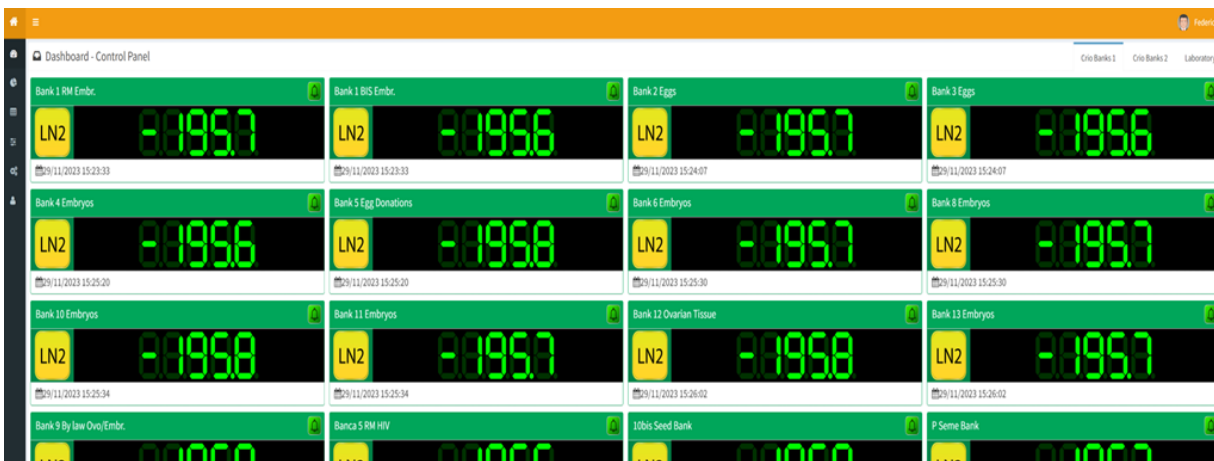 Federic
Dashboard - Control Panel
Crio Banks 1 Crio Banks 2 Laboratory
Bank 1 RM Embr. Bank 1 BIS Embr. Bank 2 Eggs Bank 3 Eggs
LN2 -195.7 LN2 -195.6 LN2 -195.7 LN2 -195.6
29/11/2023 15:23:33 29/11/2023 15:23:33 29/11/2023 15:24:07 29/11/2023 15:24:07
Bank 4 Embryos Bank 5 Egg Donations Bank 6 Embryos Bank 8 Embryos
LN2 -195.6 LN2 -195.8 LN2 -195.7 LN2 -195.7
29/11/2023 15:25:20 29/11/2023 15:25:20 29/11/2023 15:25:30 29/11/2023 15:25:30
Bank 10 Embryos Bank 11 Embryos Bank 12 Ovarian Tissue Bank 13 Embryos
LN2 -195.8 LN2 -195.7 LN2 -195.8 LN2 -195.7
29/11/2023 15:25:34 29/11/2023 15:25:34 29/11/2023 15:26:02 29/11/2023 15:26:02
Bank 9 By law Ovo/Embr. Banca 5 RM HIV 10bis Seed Bank P Seme Bank